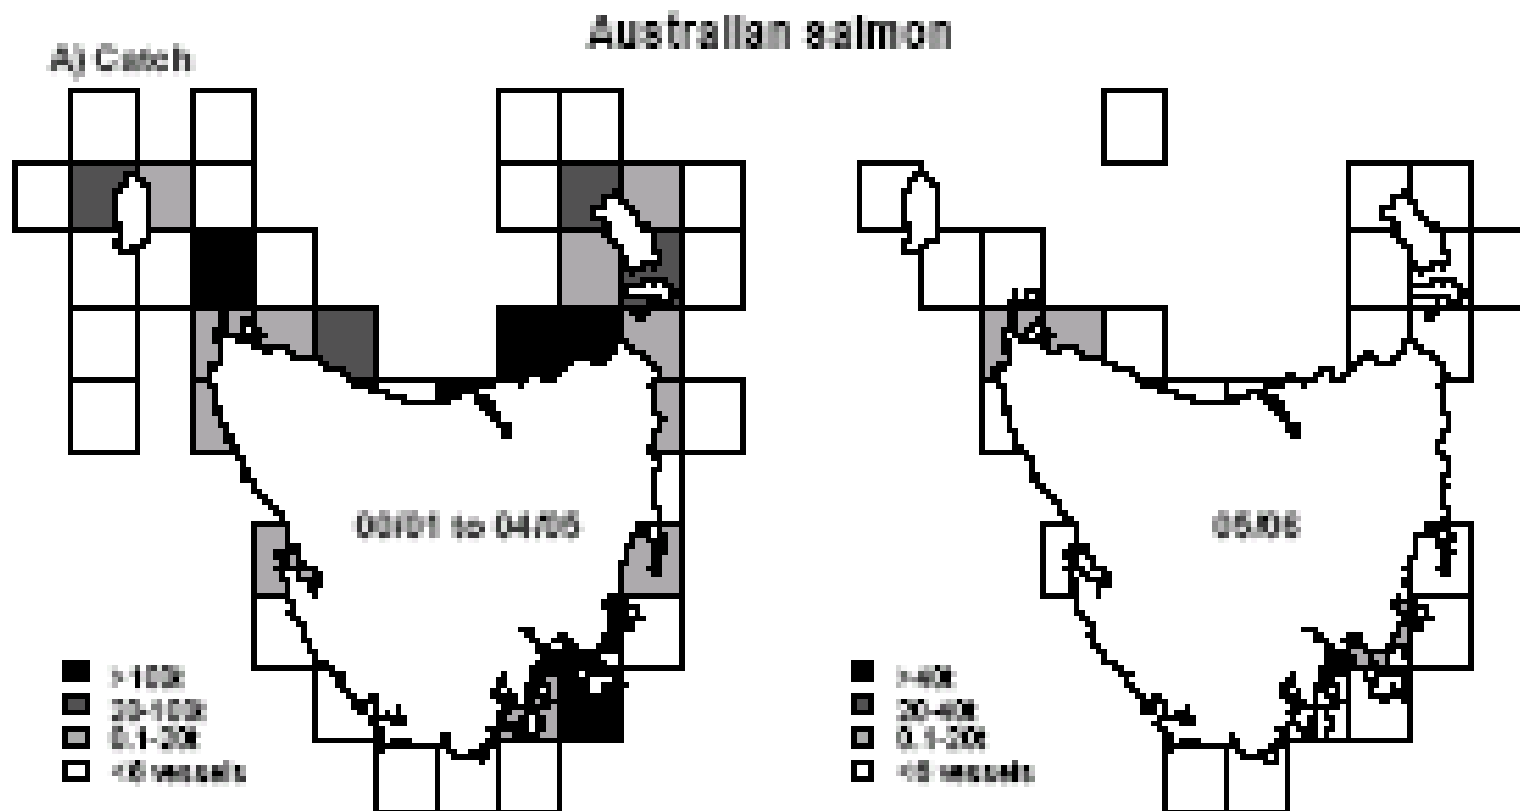 Australian salmon
A) Catch
00/01 to 04/05
05/06
>100t
20-100t
0.1-20t
vessels
>40t
20-40t
0.1-20t
<5 vessels